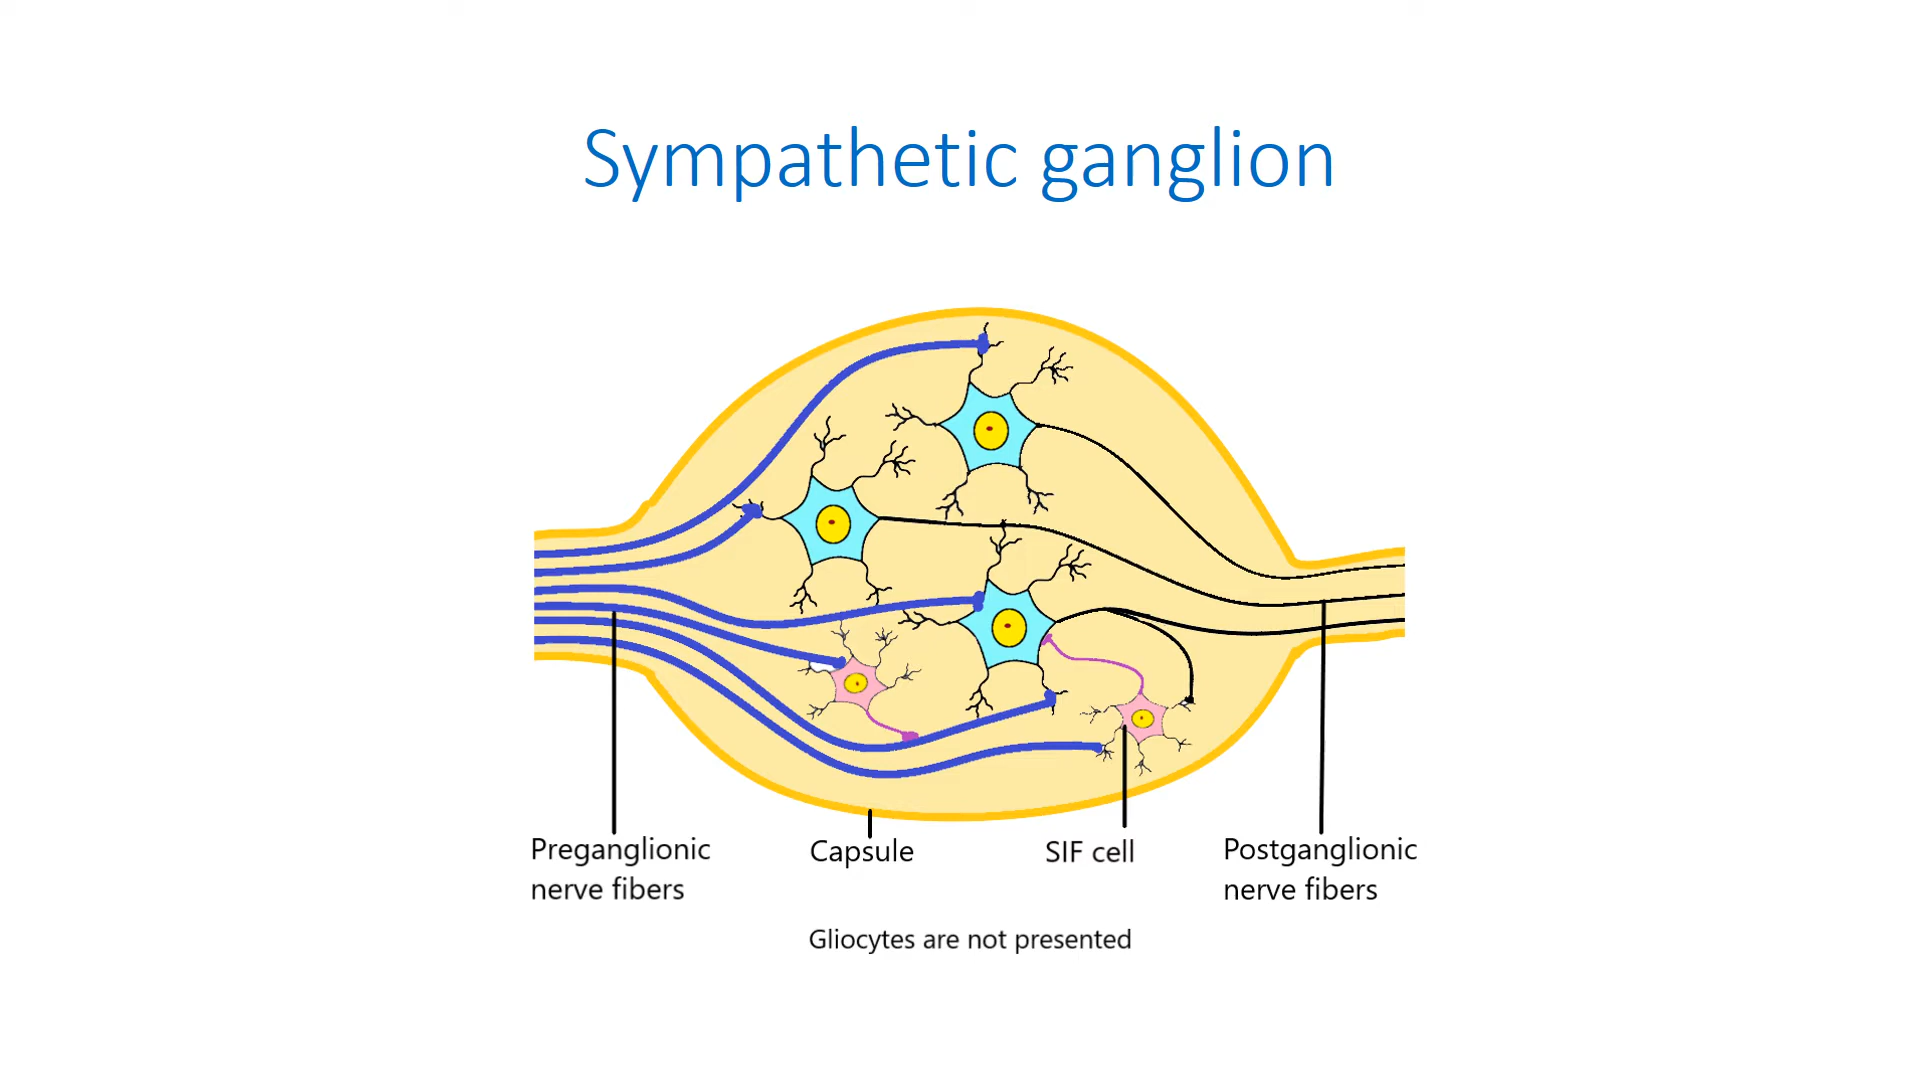 Sympathetic ganglion
Preganglionic
nerve fibers
Capsule
SIF cell
Postganglionic
nerve fibers
Gliocytes are not presented